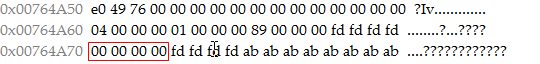 0x00764A50 e0 49 76 00 00 00 00 00 00 00 00 00 00 00 00 00 ?Iv.............
0x00764A60 04 00 00 00 01 00 00 00 89 00 00 00 fd fd fd fd ........?...????
0x00764A70 00 00 00 00 fd fd fd fd ab ab ab ab ab ab ab ab ....????????????